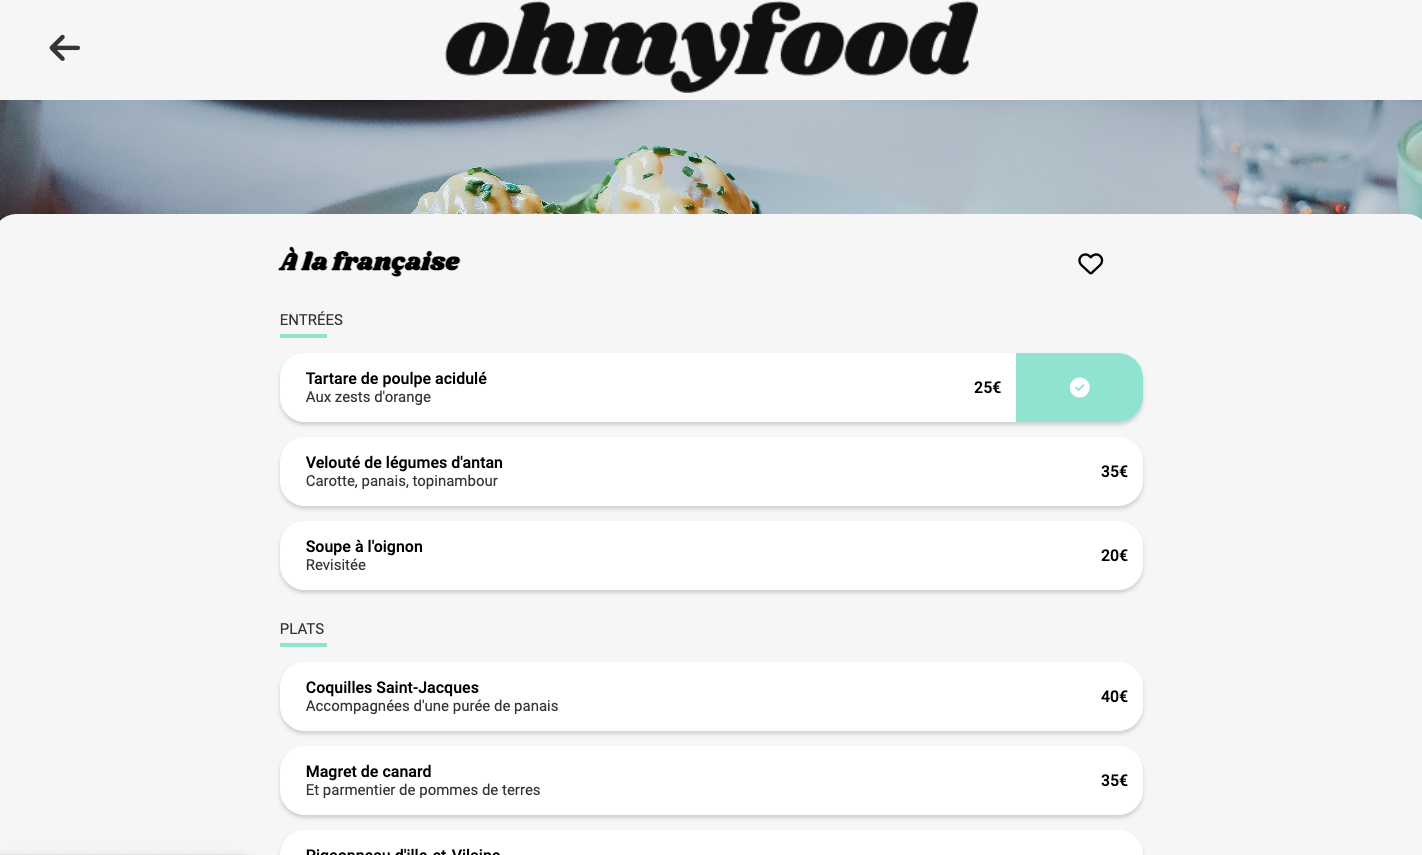 ohmyfood
À la française
ENTRÉES
Tartare de poulpe acidulé
Aux zests d'orange
25€
Velouté de légumes d'antan
Carotte, panais, topinambour
35€
Soupe à l'oignon
Revisitée
20€
PLATS
Coquilles Saint-Jacques
Accompagnées d'une purée de panais
40€
Magret de canard
Et parmentier de pommes de terres
35€